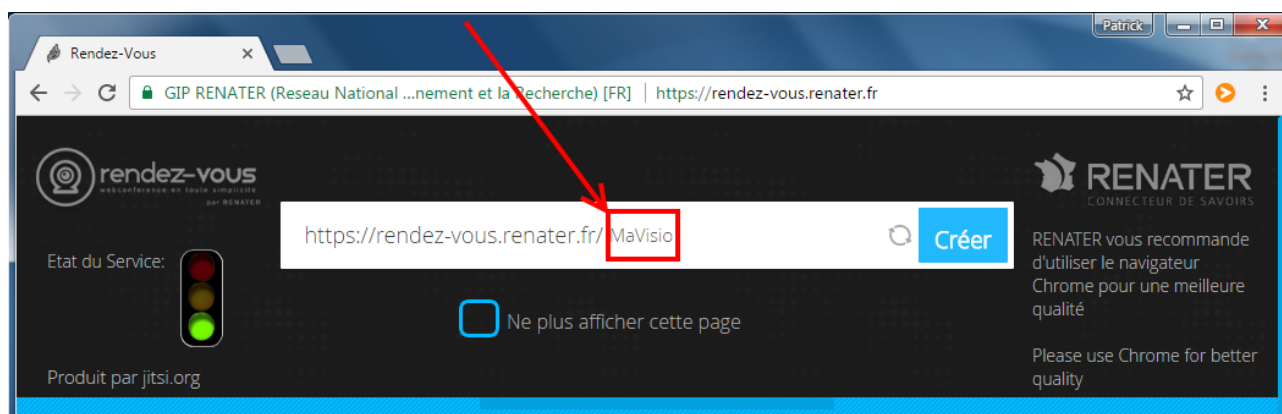 Patrick
Rendez-Vous
GIP RENATER (Reseau National ...nement et la Recherche) [FR] | https://rendez-vous.renater.fr
rendez-vous
webconférence en toute simplicité
par RENATER
RENATER
CONNECTEUR DE SAVOIRS
https://rendez-vous.renater.fr/ MaVisio
Créer
Etat du Service:
Ne plus afficher cette page
Produit par jitsi.org
RENATER vous recommande
d'utiliser le navigateur
Chrome pour une meilleure
qualité
Please use Chrome for better
quality